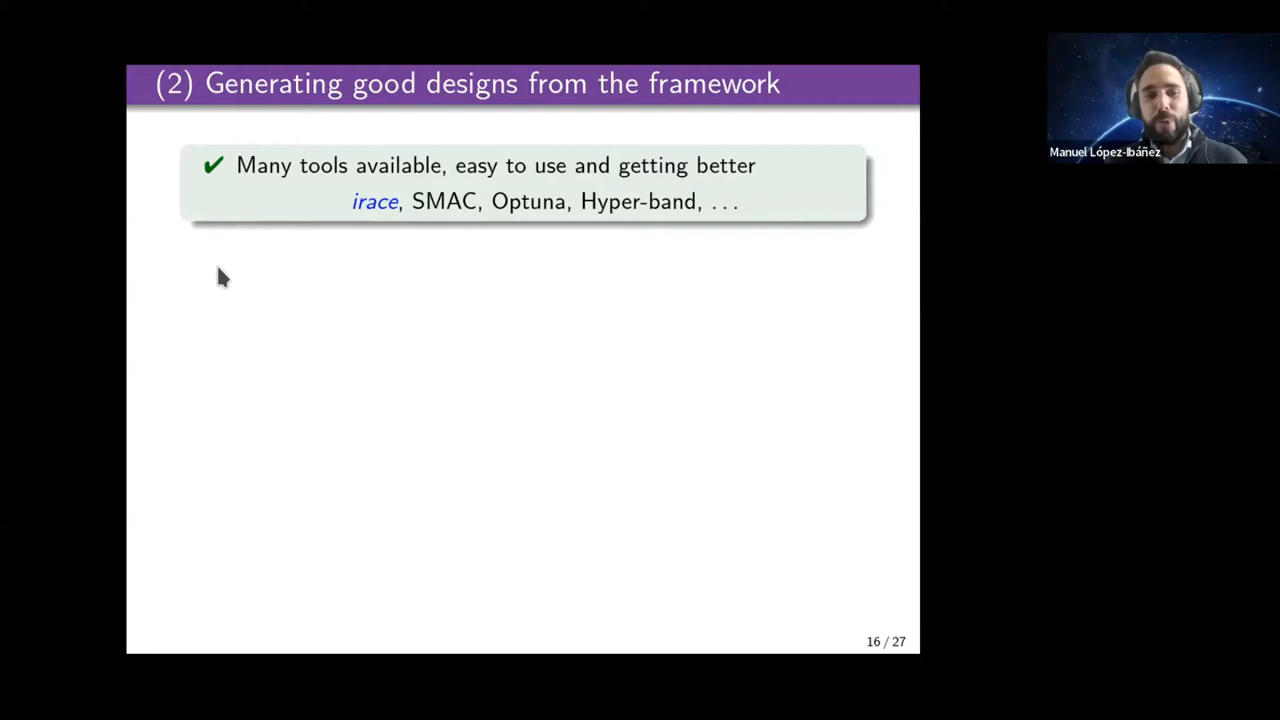 (2) Generating good designs from the framework
✔ Many tools available, easy to use and getting better
irace, SMAC, Optuna, Hyper-band, ...
16 / 27
Manuel López-Ibáñez